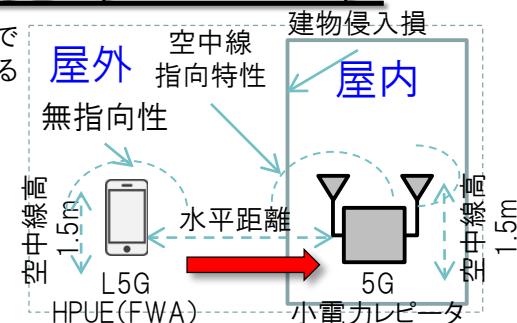 で
る
建物侵入損
屋外
空中線
指向特性
屋内
無指向性
空中線高
1.5m
水平距離
空中線高
1.5m
L5G
HPUE(FWA)
5G
小電力レピータ